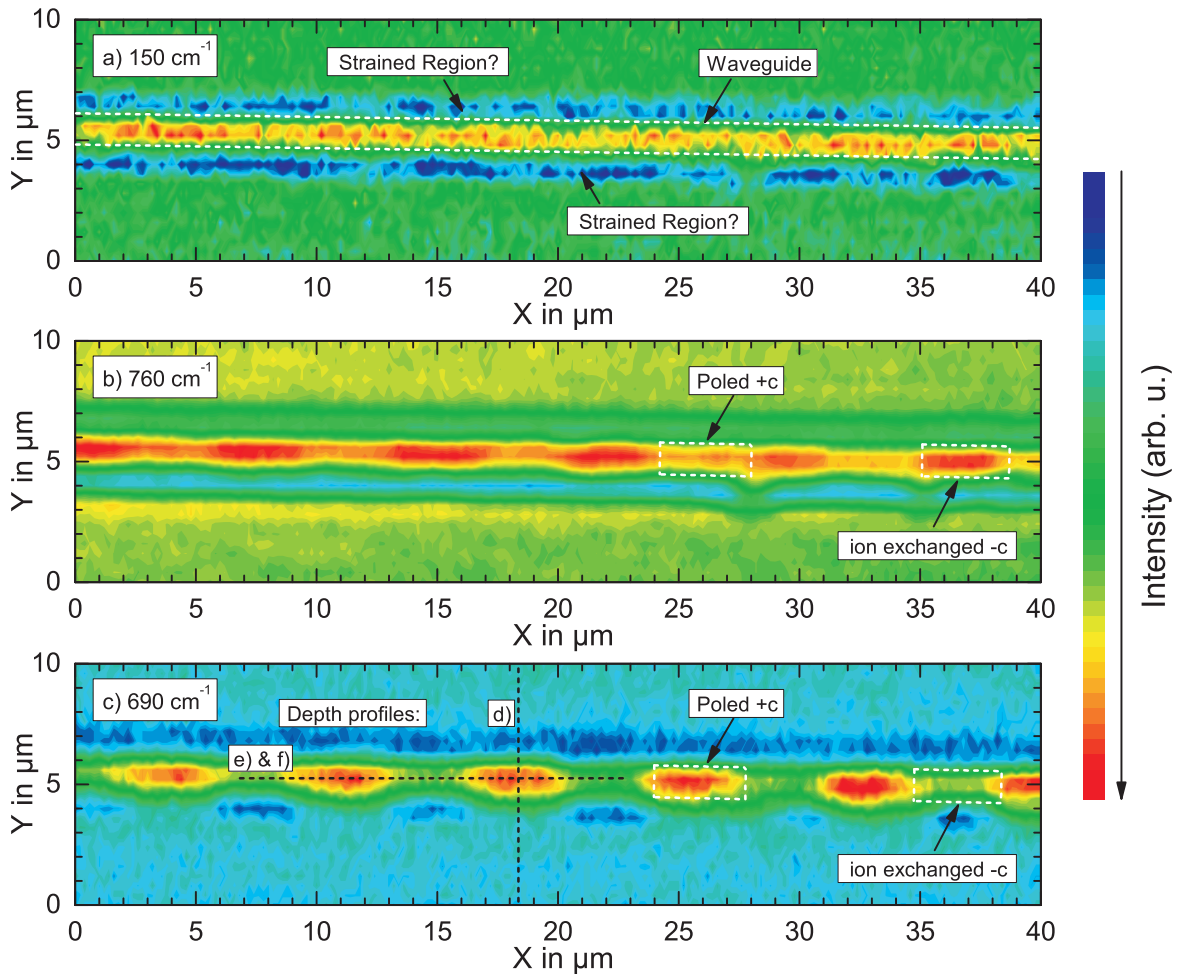 a) 150 cm⁻¹
Strained Region?
Waveguide
Strained Region?
10
5
0
Y in µm
0 5 10 15 20 25 30 35 40
X in µm
b) 760 cm⁻¹
Poled +c
ion exchanged -c
10
5
0
Y in µm
0 5 10 15 20 25 30 35 40
X in µm
c) 690 cm⁻¹
Depth profiles:
d)
e) & f)
Poled +c
ion exchanged -c
10
5
0
Y in µm
0 5 10 15 20 25 30 35 40
X in µm
Intensity (arb. u.)